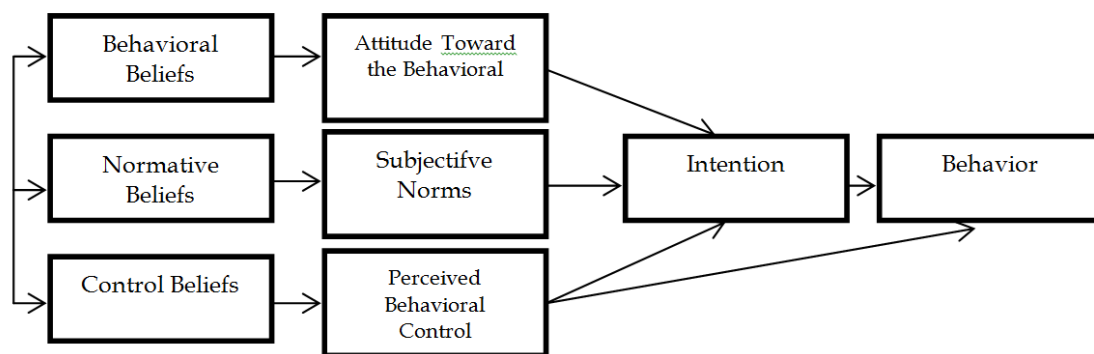 Behavioral
Beliefs
Attitude Toward
the Behavioral
Normative
Beliefs
Subjectifve
Norms
Intention
Behavior
Control Beliefs
Perceived
Behavioral
Control